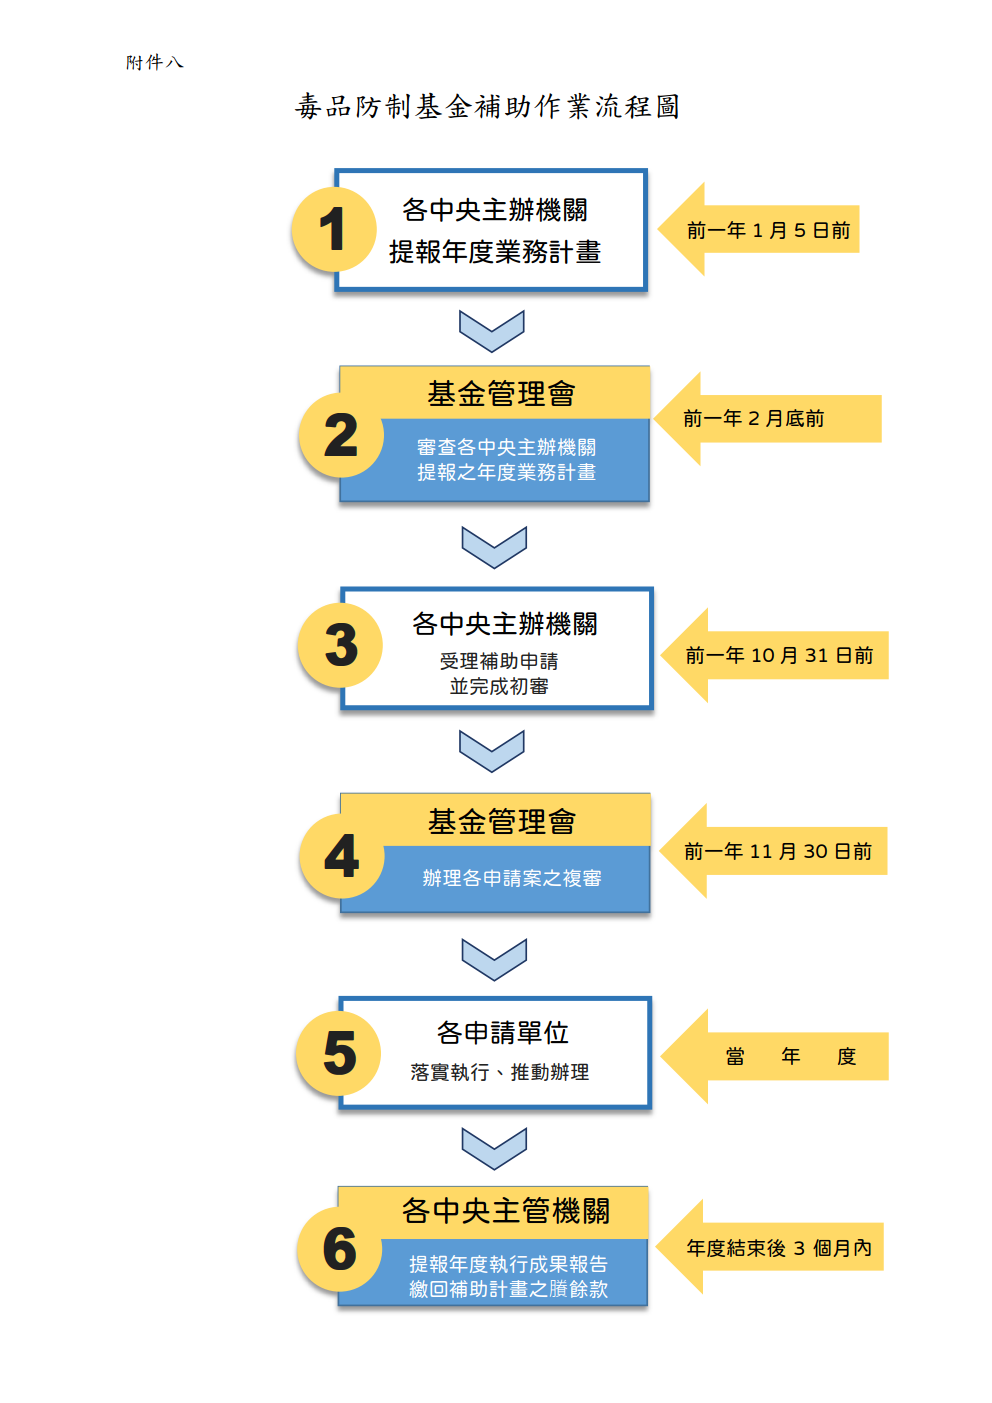 附件八
毒品防制基金補助作業流程圖
1
各中央主辦機關
提報年度業務計畫
前一年 1 月 5 日前
2
基金管理會
審查各中央主辦機關
提報之年度業務計畫
前一年 2 月底前
3
各中央主辦機關
受理補助申請
並完成初審
前一年 10 月 31 日前
4
基金管理會
辦理各申請案之複審
前一年 11 月 30 日前
5
各申請單位
落實執行、推動辦理
當 年 度
6
各中央主管機關
提報年度執行成果報告
繳回補助計畫之賸餘款
年度結束後 3 個月內